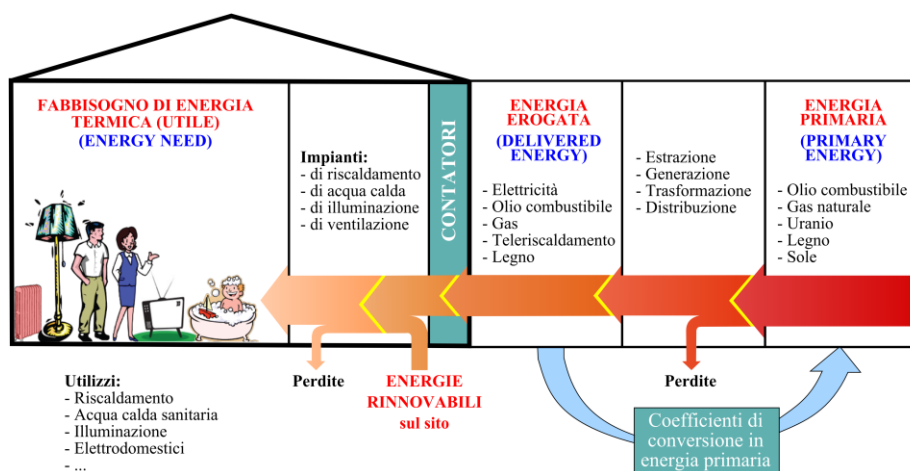 FABBISOGNO DI ENERGIA
TERMICA (UTILE)
(ENERGY NEED)
Impianti:
- di riscaldamento
- di acqua calda
- di illuminazione
- di ventilazione
CONTATORI
ENERGIA
EROGATA
(DELIVERED
ENERGY)
- Elettricità
- Olio combustibile
- Gas
- Teleriscaldamento
- Legno
- Estrazione
- Generazione
- Trasformazione
- Distribuzione
ENERGIA
PRIMARIA
(PRIMARY
ENERGY)
- Olio combustibile
- Gas naturale
- Uranio
- Legno
- Sole
Utilizzi:
- Riscaldamento
- Acqua calda sanitaria
- Illuminazione
- Elettrodomestici
- ...
Perdite
ENERGIE
RINNOVABILI
sul sito
Perdite
Coefficienti di
conversione in
energia primaria